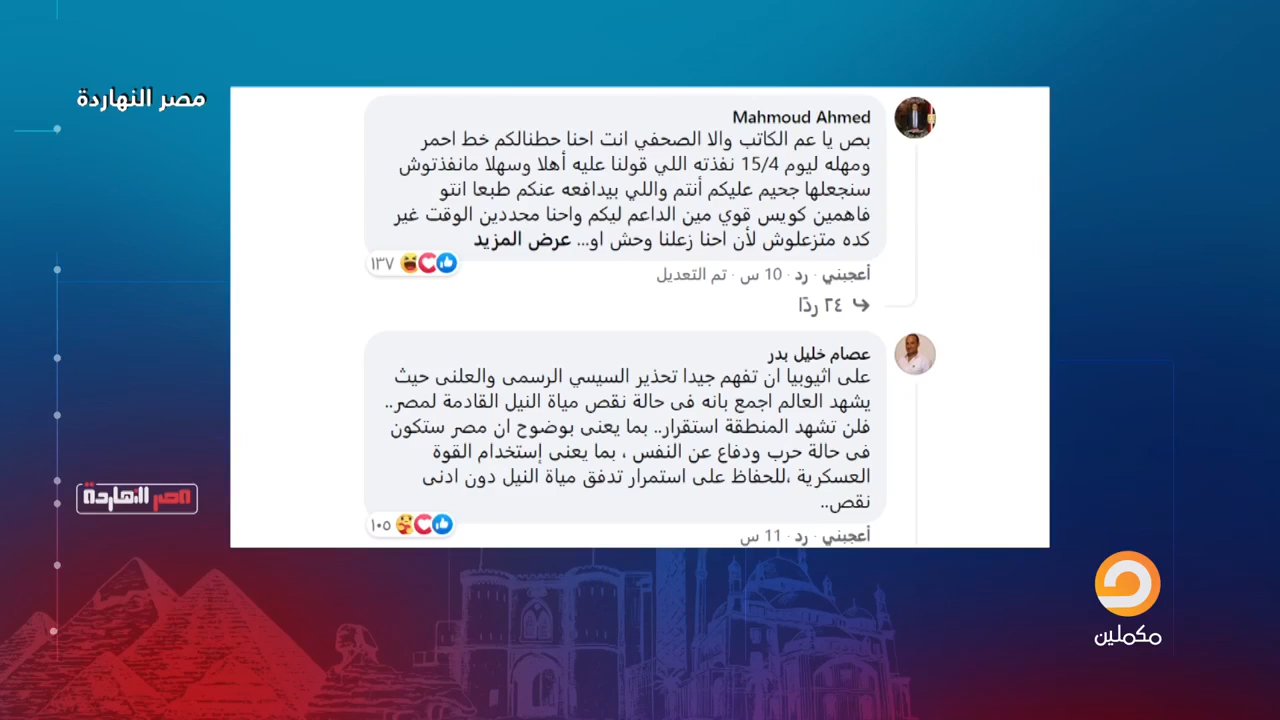 مصر النهاردة
Mahmoud Ahmed
بص يا عم الكاتب والا الصحفي انت احنا حطنالكم خط احمر
ومهله ليوم 15/4 نفذته اللي قولنا عليه أهلا وسهلا مانفذتوش
سنجعلها جحيم عليكم أنتم واللي بيدافعه عنكم طبعا انتو
فاهمين كويس قوي مين الداعم ليكم واحنا محددين الوقت غير
كده متزعلوش لأن احنا زعلنا وحش او... عرض المزيد
١٣٧
أعجبني · رد · 10 س · تم التعديل
٢٤ ردًا
عصام خليل بدر
على اثيوبيا ان تفهم جيدا تحذير السيسي الرسمى والعلنى حيث
يشهد العالم اجمع بانه فى حالة نقص مياة النيل القادمة لمصر..
فلن تشهد المنطقة استقرار.. بما يعنى بوضوح ان مصر ستكون
فى حالة حرب ودفاع عن النفس ، بما يعنى إستخدام القوة
العسكرية ،للحفاظ على استمرار تدفق مياة النيل دون ادنى
نقص..
١٠٥
أعجبني · رد · 11 س
مصر النهاردة
مكملين